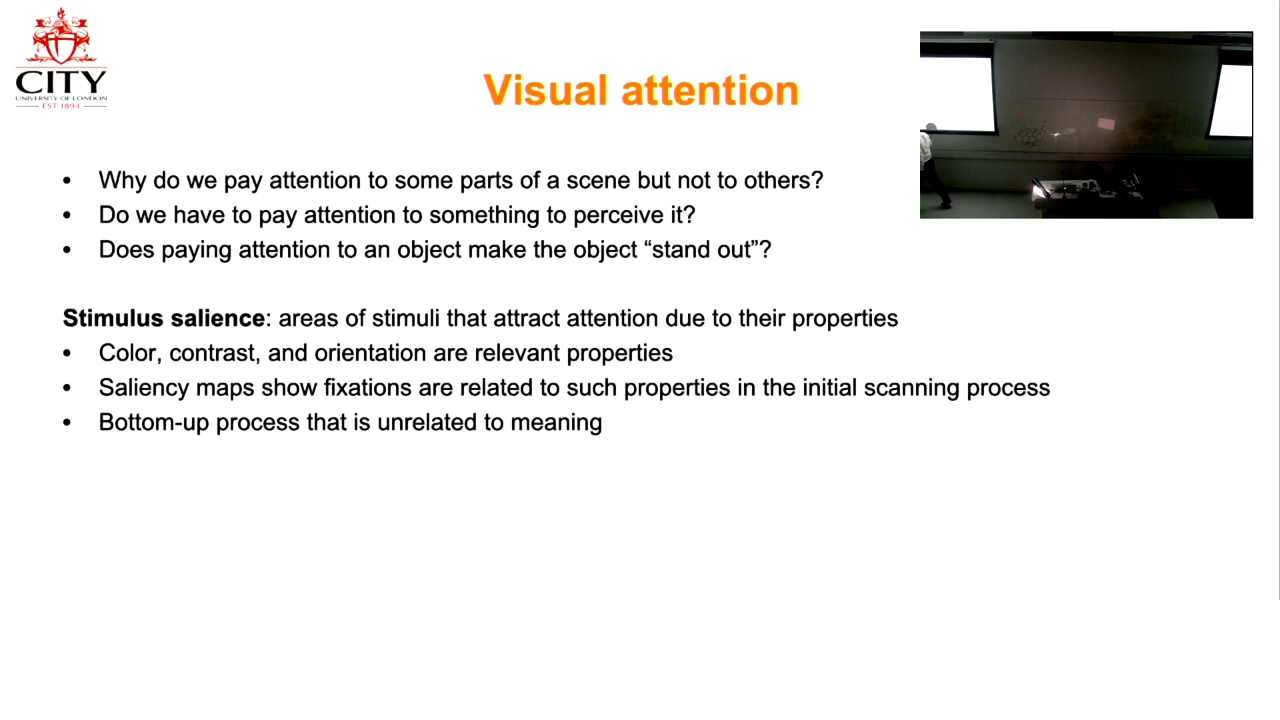 CITY
UNIVERSITY OF LONDON
EST 1894
Visual attention
• Why do we pay attention to some parts of a scene but not to others?
• Do we have to pay attention to something to perceive it?
• Does paying attention to an object make the object “stand out”?
Stimulus salience: areas of stimuli that attract attention due to their properties
• Color, contrast, and orientation are relevant properties
• Saliency maps show fixations are related to such properties in the initial scanning process
• Bottom-up process that is unrelated to meaning